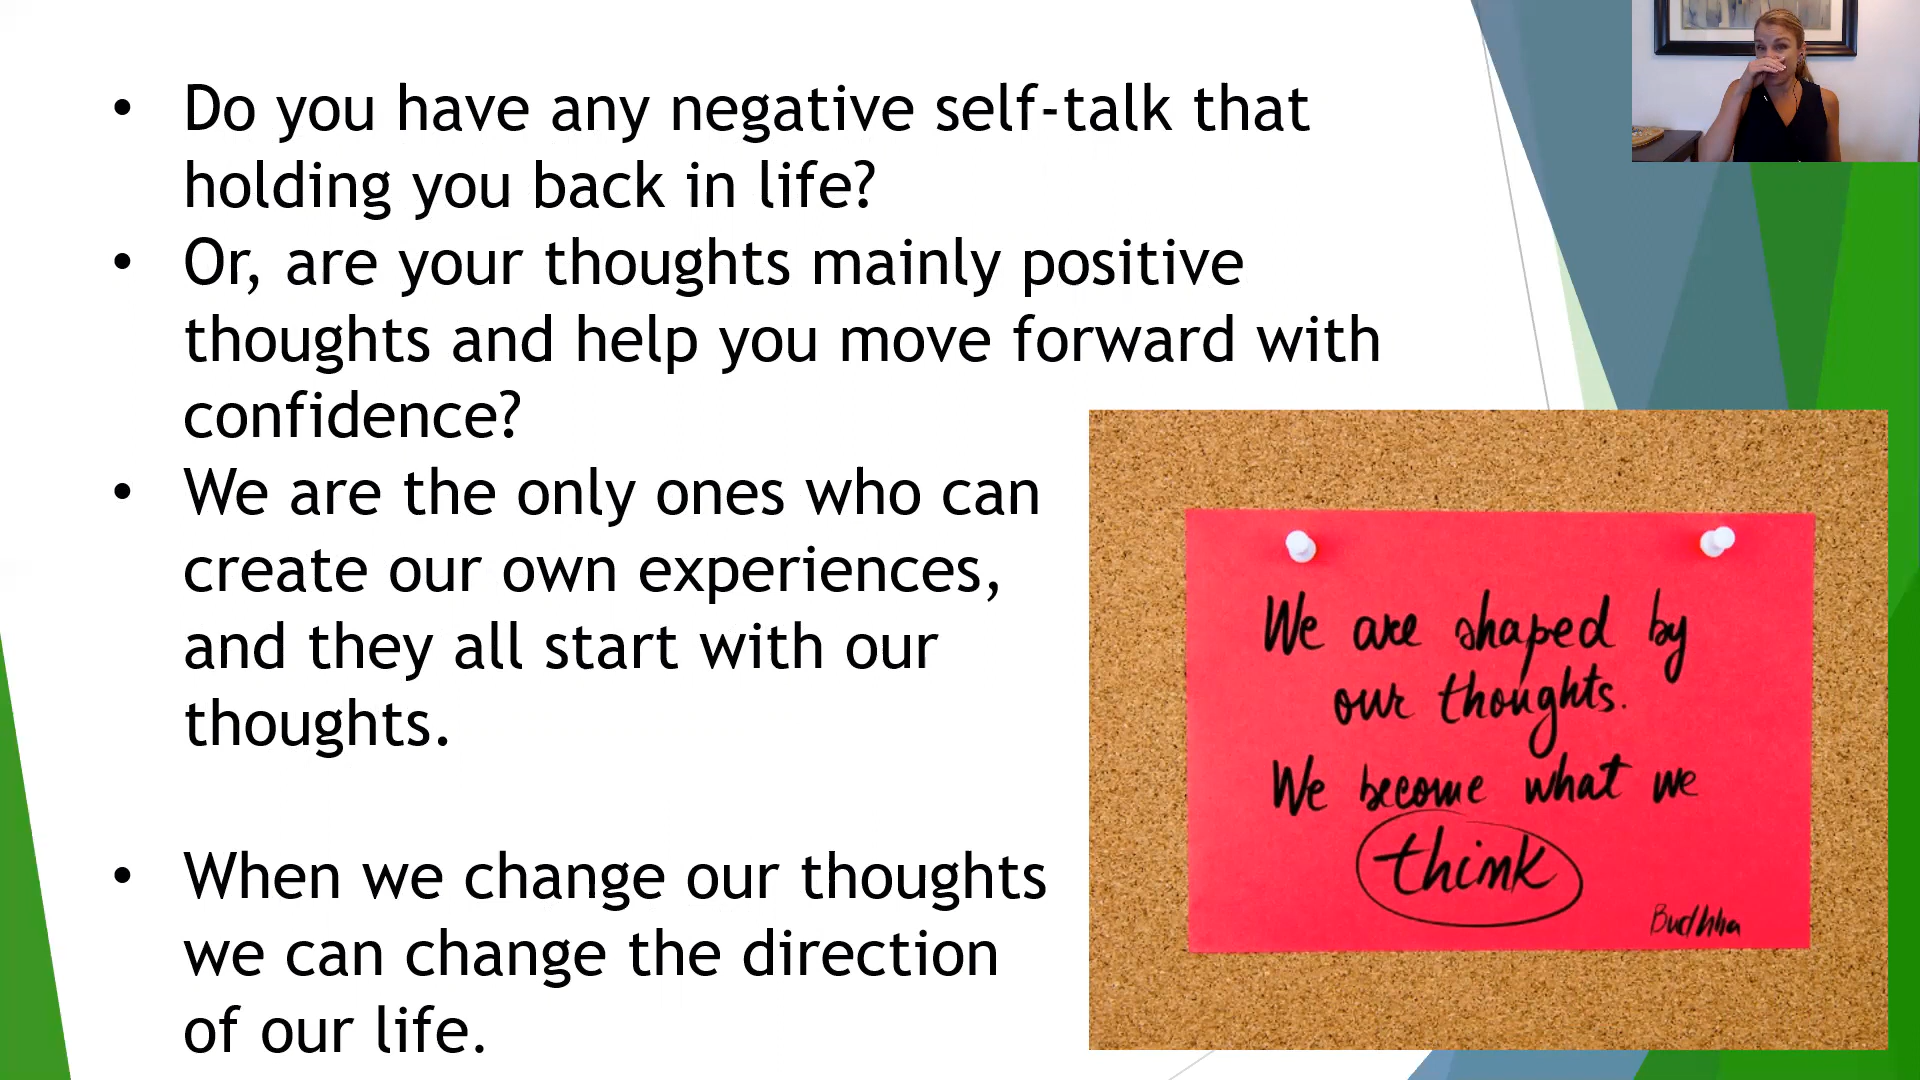 • Do you have any negative self-talk that
holding you back in life?
• Or, are your thoughts mainly positive
thoughts and help you move forward with
confidence?
• We are the only ones who can
create our own experiences,
and they all start with our
thoughts.
• When we change our thoughts
we can change the direction
of our life.
We are shaped by
our thoughts.
We become what we
think
Budhha